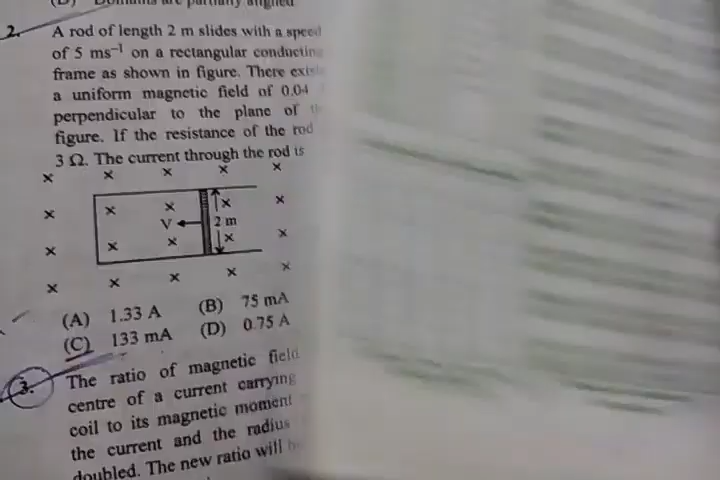 2. A rod of length 2 m slides with a speed
of 5 ms⁻¹ on a rectangular conducting
frame as shown in figure. There
a uniform magnetic field of 0.04
perpendicular to the plane of
figure. If the resistance of the rod
3 Ω. The current through the rod is
× × × × ×
× × × × ×
V
2 m
× × × × ×
× × × × ×
(A) 1.33 A (B) 75 mA
(C) 133 mA (D) 0.75 A
3. The ratio of magnetic field
centre of a current carrying
coil to its magnetic moment
the current and the radius
doubled. The new ratio will